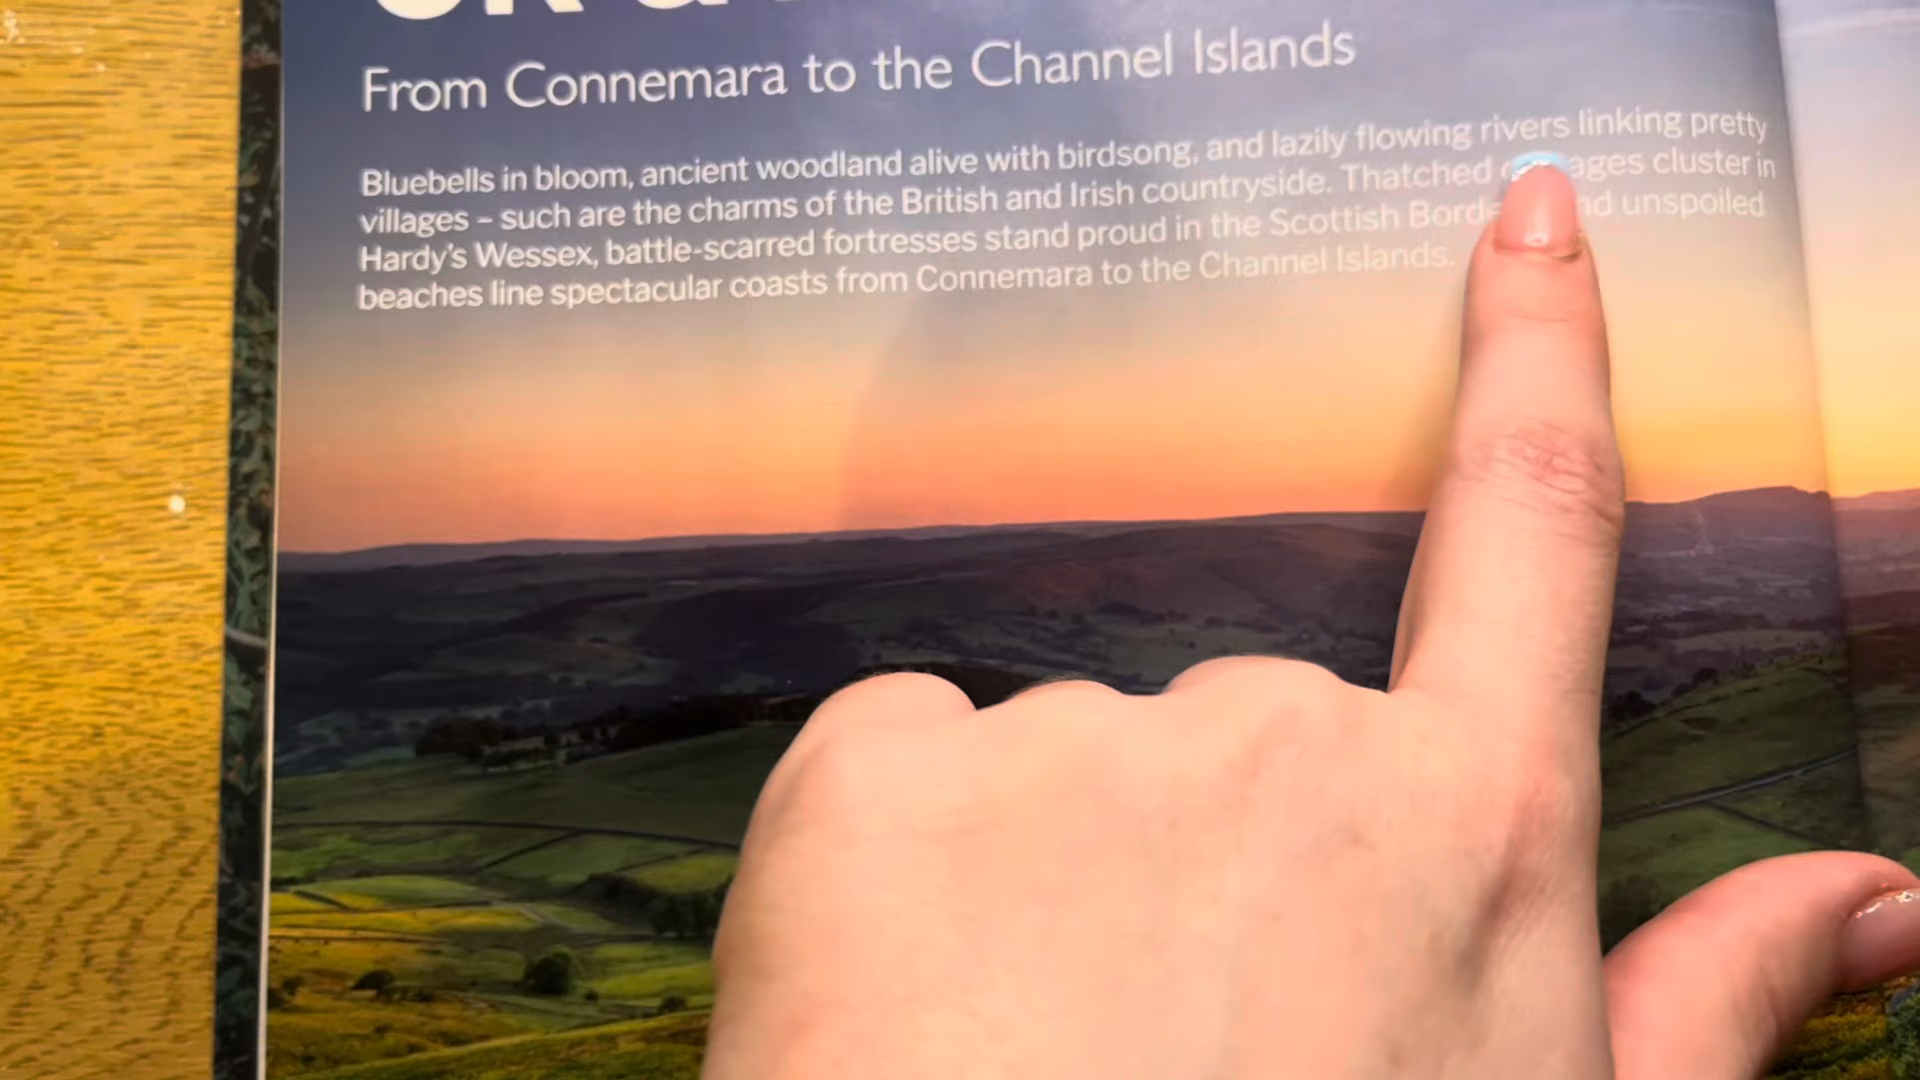 From Connemara to the Channel Islands
Bluebells in bloom, ancient woodland alive with birdsong, and lazily flowing rivers linking pretty
villages – such are the charms of the British and Irish countryside. Thatched cluster in
Hardy's Wessex, battle-scarred fortresses stand proud in the Scottish unspoiled
beaches line spectacular coasts from Connemara to the Channel Islands.